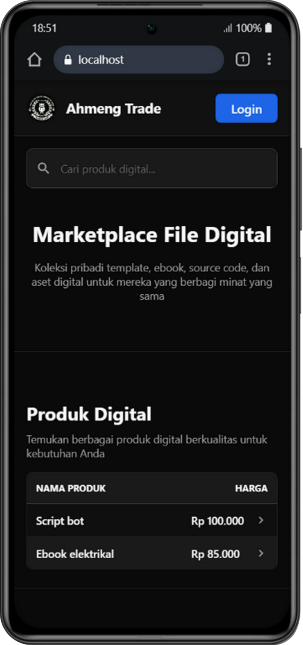 18:51
100%
localhost
1
Ahmeng Trade
Login
Cari produk digital...
Marketplace File Digital
Koleksi pribadi template, ebook, source code, dan
aset digital untuk mereka yang berbagi minat yang
sama
Produk Digital
Temukan berbagai produk digital berkualitas untuk
kebutuhan Anda
NAMA PRODUK HARGA
Script bot Rp 100.000
Ebook elektrikal Rp 85.000